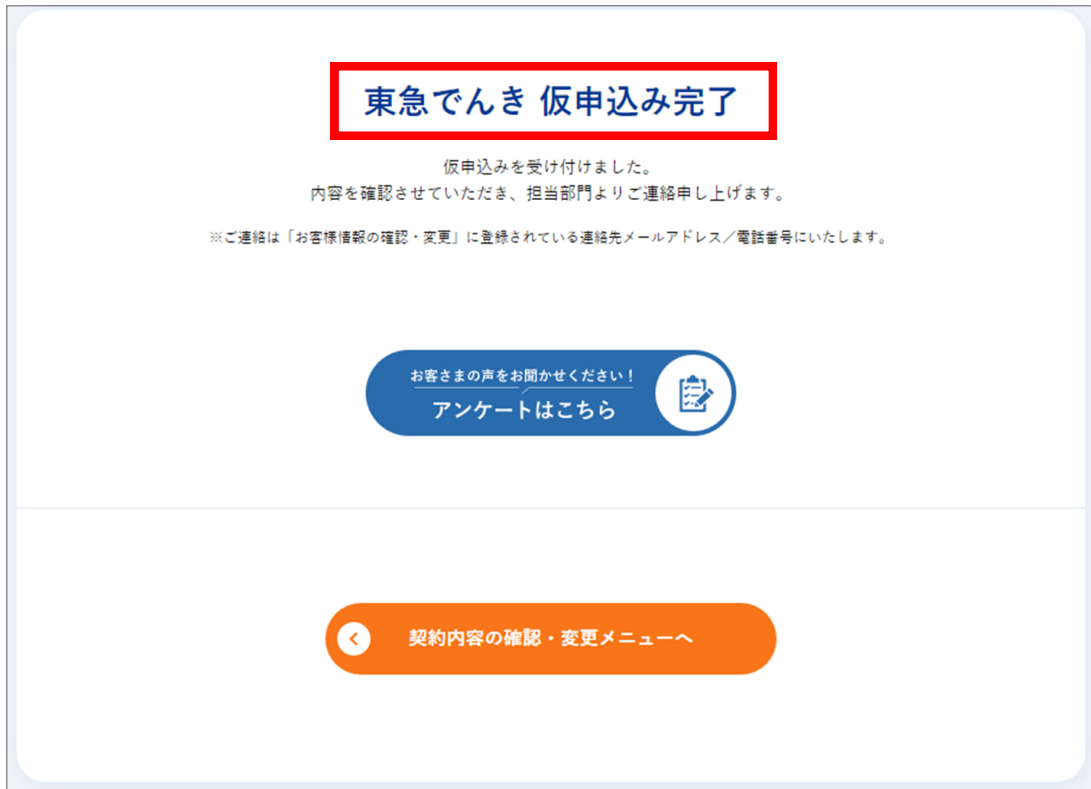 東急でんき 仮申込み完了
仮申込みを受け付けました。
内容を確認させていただき、担当部門よりご連絡申し上げます。
※ご連絡は「お客様情報の確認・変更」に登録されている連絡先メールアドレス／電話番号にいたします。
お客さまの声をお聞かせください！
アンケートはこちら
契約内容の確認・変更メニューへ